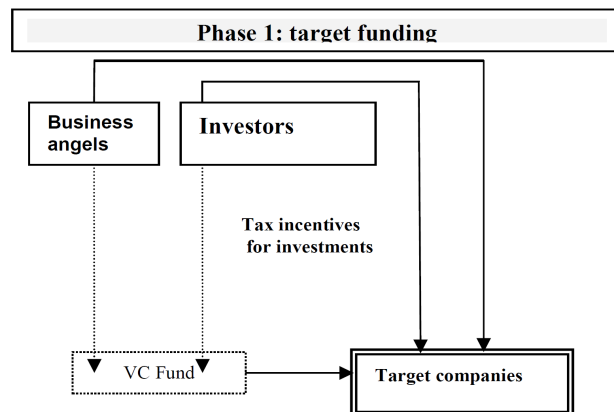 Phase 1: target funding
Business
angels
Investors
Tax incentives
for investments
VC Fund
Target companies